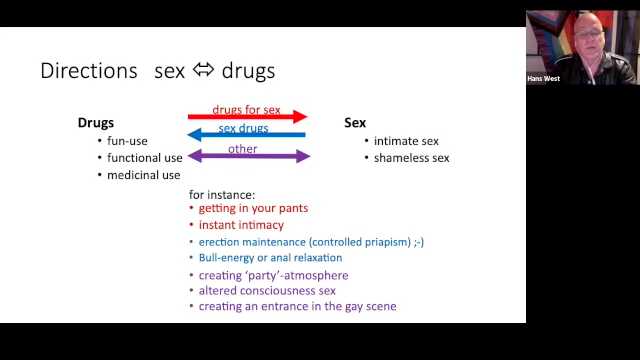 Directions sex ⇔ drugs
Hans West
Drugs
• fun-use
• functional use
• medicinal use
drugs for sex
sex drugs
other
Sex
• intimate sex
• shameless sex
for instance:
• getting in your pants
• instant intimacy
• erection maintenance (controlled priapism) ;-)
• Bull-energy or anal relaxation
• creating ‘party’-atmosphere
• altered consciousness sex
• creating an entrance in the gay scene